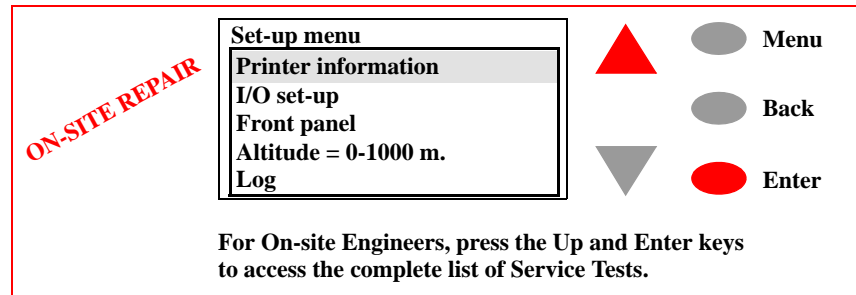 ON-SITE REPAIR
Set-up menu
Printer information
I/O set-up
Front panel
Altitude = 0-1000 m.
Log
Menu
Back
Enter
For On-site Engineers, press the Up and Enter keys
to access the complete list of Service Tests.